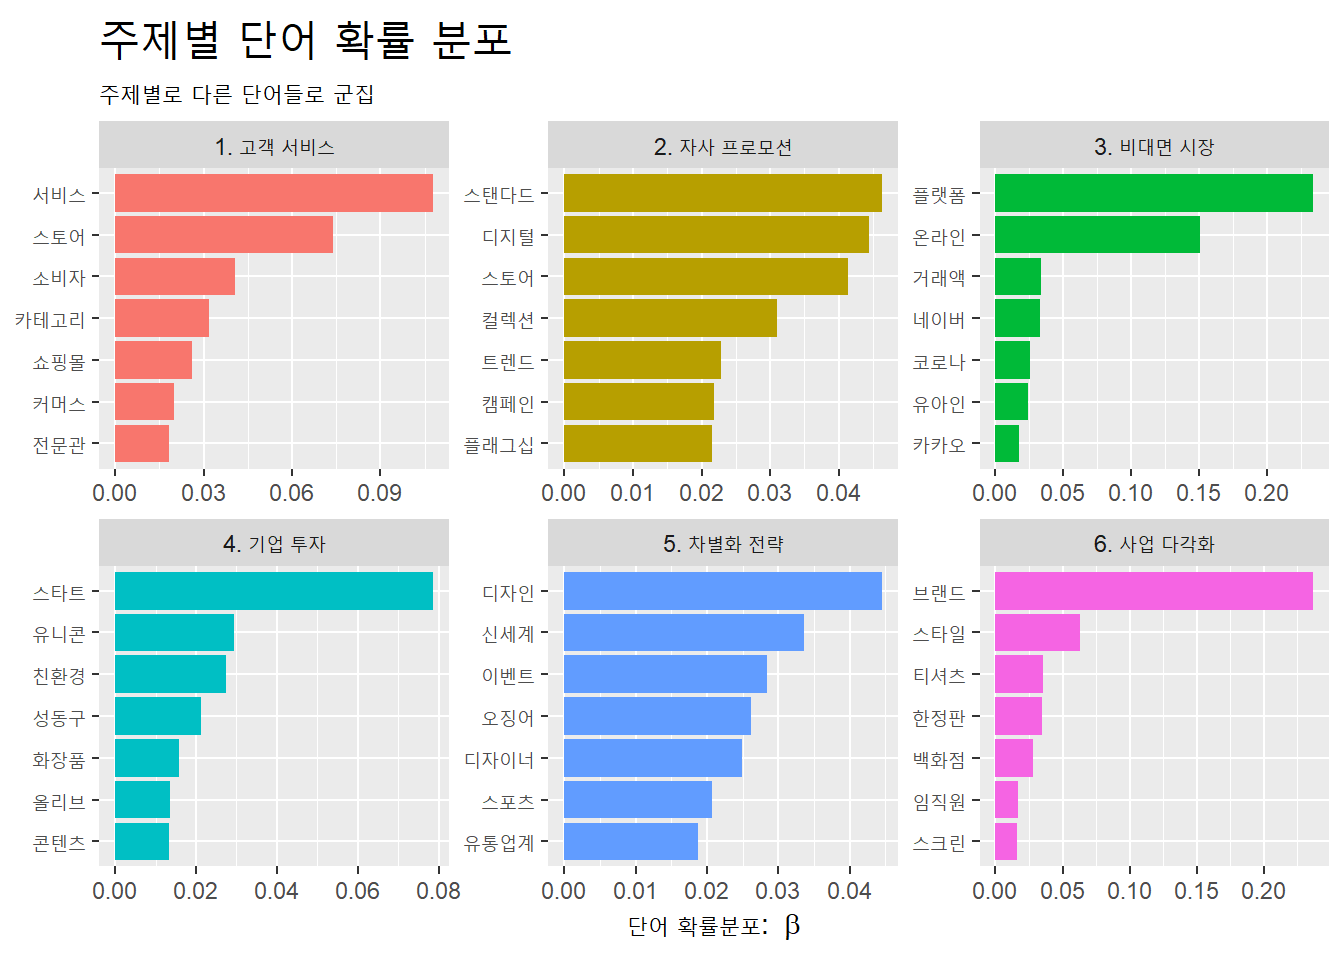 주제별 단어 확률 분포
주제별로 다른 단어들로 군집
1. 고객 서비스
서비스
스토어
소비자
카테고리
쇼핑몰
커머스
전문관
0.00 0.03 0.06 0.09
2. 자사 프로모션
스탠다드
디지털
스토어
컬렉션
트렌드
캠페인
플래그십
0.00 0.01 0.02 0.03 0.04
3. 비대면 시장
플랫폼
온라인
거래액
네이버
코로나
유아인
카카오
0.00 0.05 0.10 0.15 0.20
4. 기업 투자
스타트
유니콘
친환경
성동구
화장품
올리브
콘텐츠
0.00 0.02 0.04 0.06 0.08
5. 차별화 전략
디자인
신세계
이벤트
오징어
디자이너
스포츠
유통업계
0.00 0.01 0.02 0.03 0.04
6. 사업 다각화
브랜드
스타일
티셔츠
한정판
백화점
임직원
스크린
0.00 0.05 0.10 0.15 0.20
단어 확률분포: β